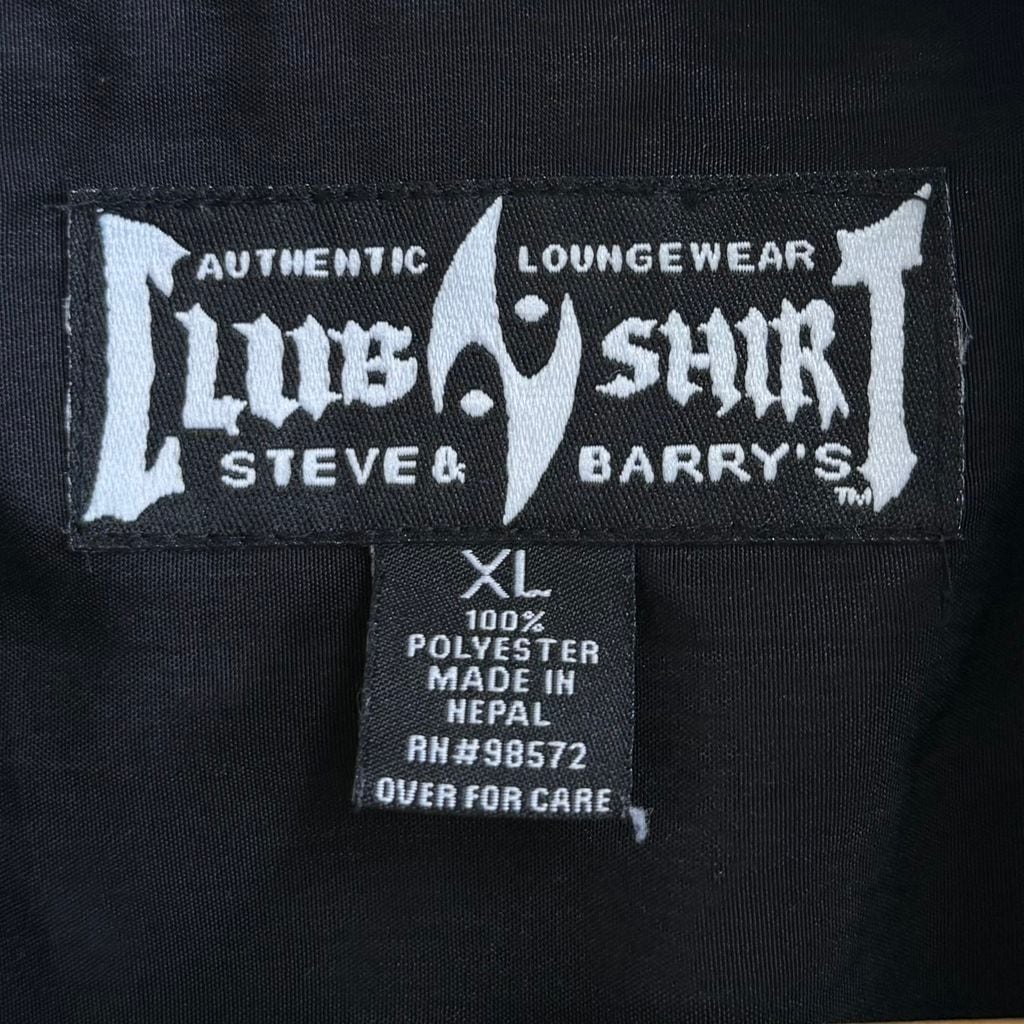 AUTHENTIC LOUNGEWEAR
CLUB SHIRT
STEVE & BARRY'S TM
XL
100%
POLYESTER
MADE IN
NEPAL
RN#98572
OVER FOR CARE